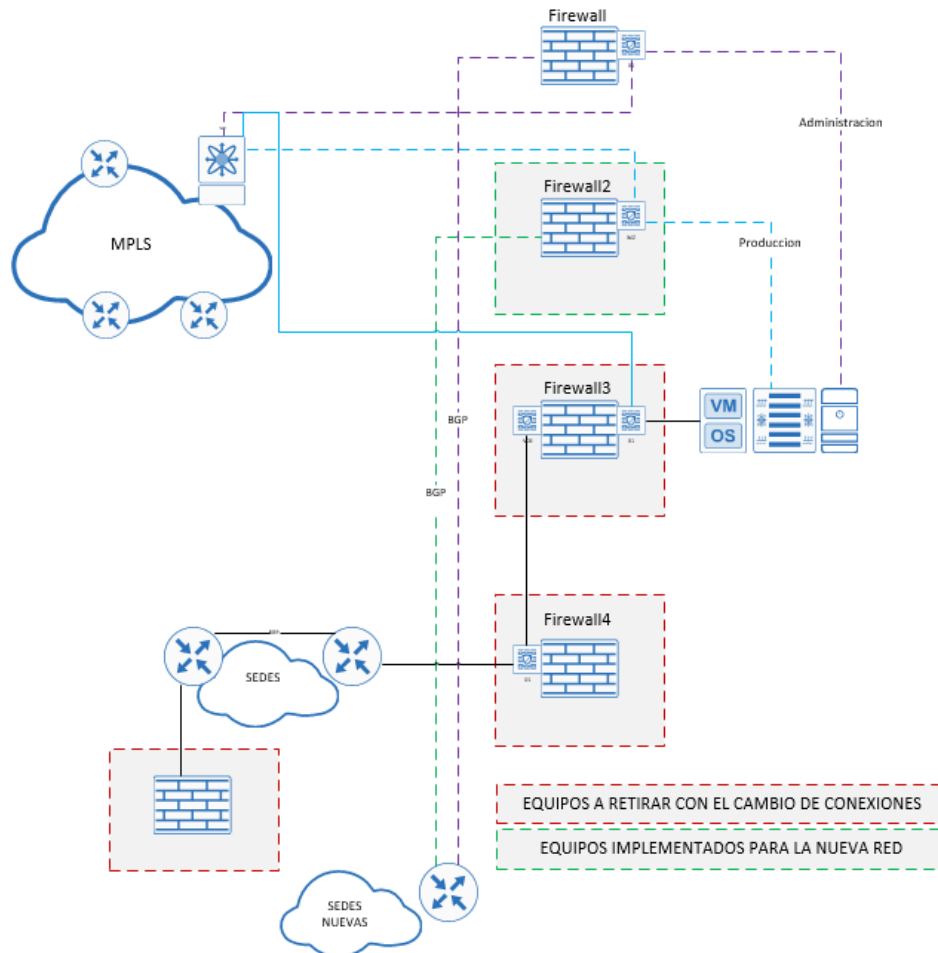 Firewall
Administracion
Firewall2
MPLS
Produccion
Firewall3
VM
OS
BGP
BGP
Firewall4
SEDES
EQUIPOS A RETIRAR CON EL CAMBIO DE CONEXIONES
EQUIPOS IMPLEMENTADOS PARA LA NUEVA RED
SEDES
NUEVAS